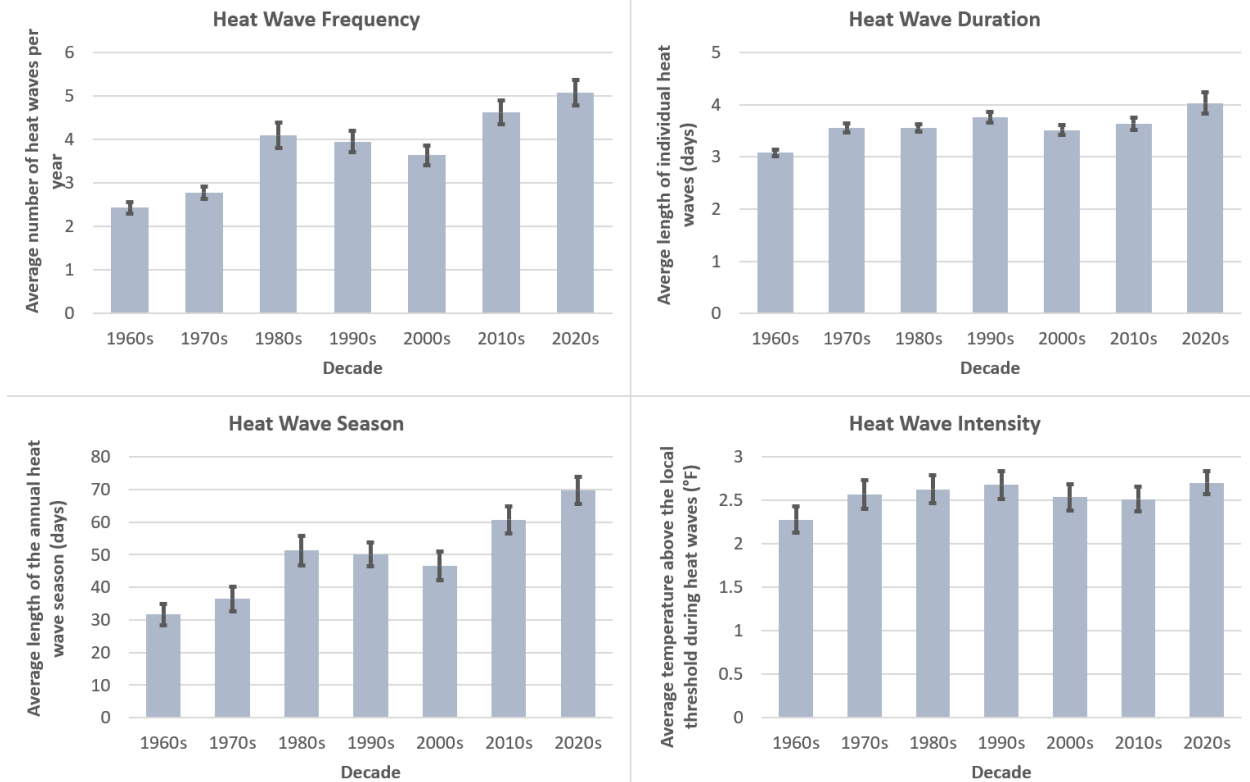 Heat Wave Frequency
Average number of heat waves per
year
6
5
4
3
2
1
0
1960s 1970s 1980s 1990s 2000s 2010s 2020s
Decade
Heat Wave Duration
Averge length of individual heat
waves (days)
5
4
3
2
1
0
1960s 1970s 1980s 1990s 2000s 2010s 2020s
Decade
Heat Wave Season
Average length of the annual heat
wave season (days)
80
70
60
50
40
30
20
10
0
1960s 1970s 1980s 1990s 2000s 2010s 2020s
Decade
Heat Wave Intensity
Average temperature above the local
threshold during heat waves (°F)
3
2.5
2
1.5
1
0.5
0
1960s 1970s 1980s 1990s 2000s 2010s 2020s
Decade